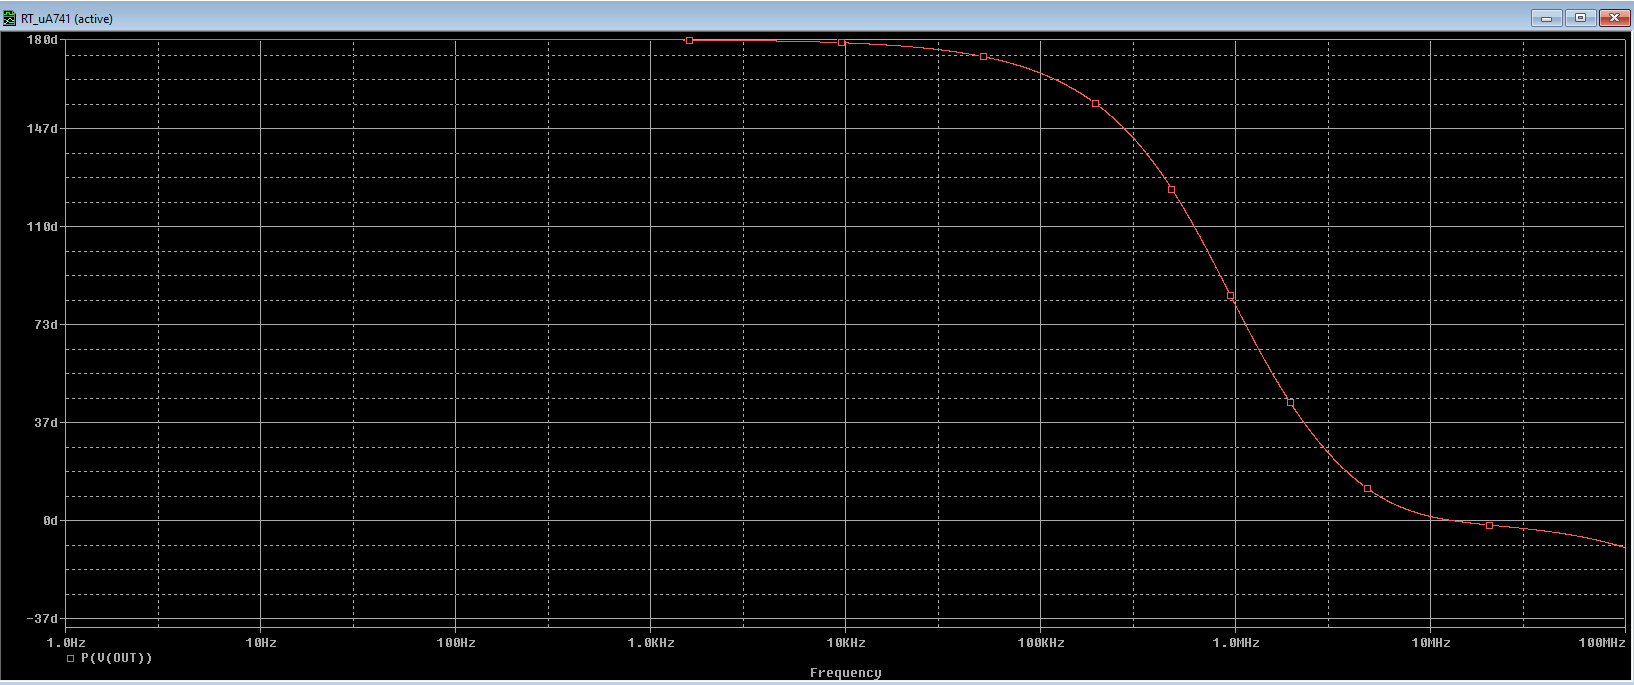 RT_uA741 (active)
180d
147d
110d
73d
37d
0d
-37d
1.0Hz 10Hz 100Hz 1.0KHz 10KHz 100KHz 1.0MHz 10MHz 100MHz
P(V(OUT))
Frequency